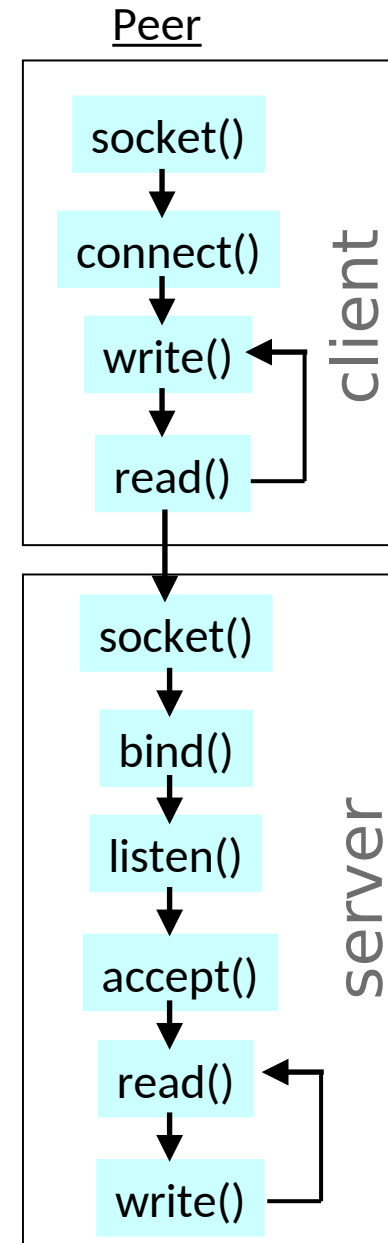 Peer
socket()
connect()
write()
read()
client
socket()
bind()
listen()
accept()
read()
write()
server